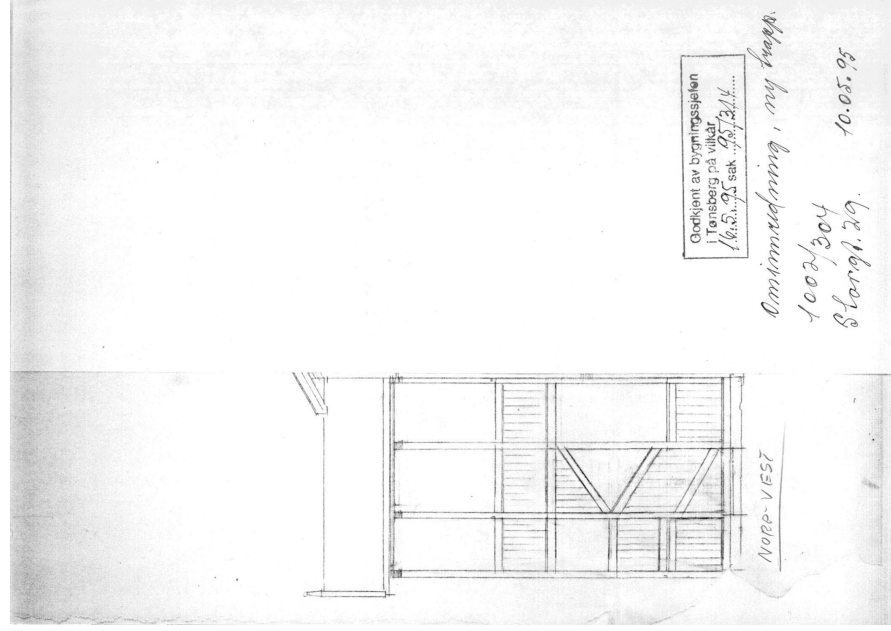 Godkjent av bygningssjefen
i Tønsberg på vilkår
16.5.95 sak 95/314
Ominnredning, ny trapp.
1002/304
Storgt. 29. 10.05.95
NORD-VEST